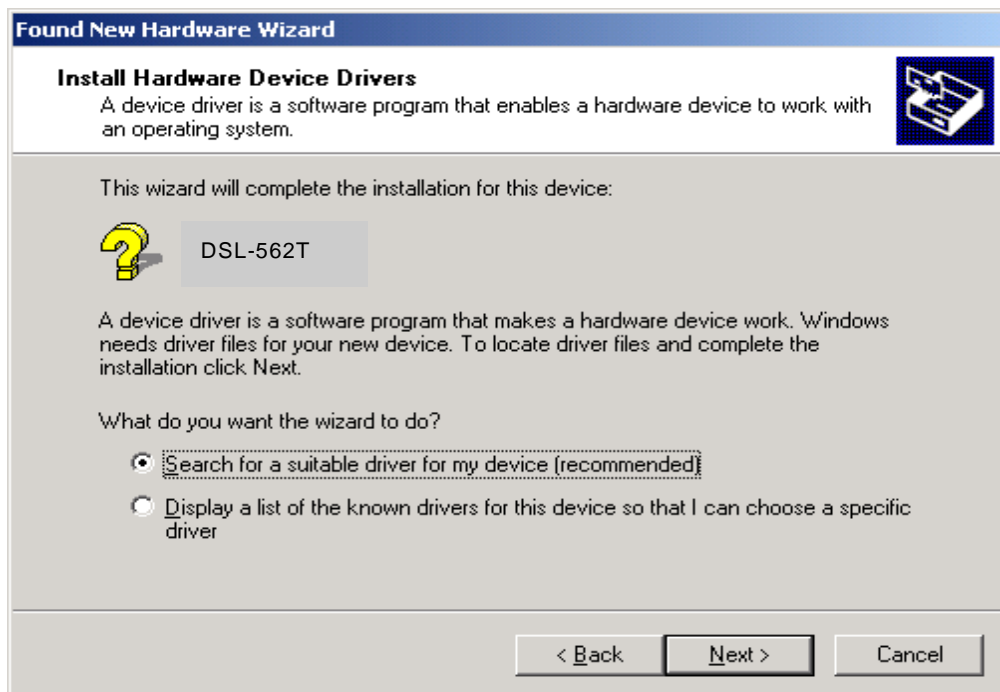 Found New Hardware Wizard
Install Hardware Device Drivers
A device driver is a software program that enables a hardware device to work with
an operating system.
This wizard will complete the installation for this device:
DSL-562T
A device driver is a software program that makes a hardware device work. Windows
needs driver files for your new device. To locate driver files and complete the
installation click Next.
What do you want the wizard to do?
Search for a suitable driver for my device (recommended)
Display a list of the known drivers for this device so that I can choose a specific
driver
< Back
Next >
Cancel